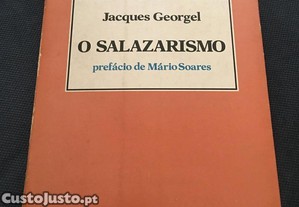 Jacques Georgel
O SALAZARISMO
prefácio de Mário Soares
CustoJusto.pt